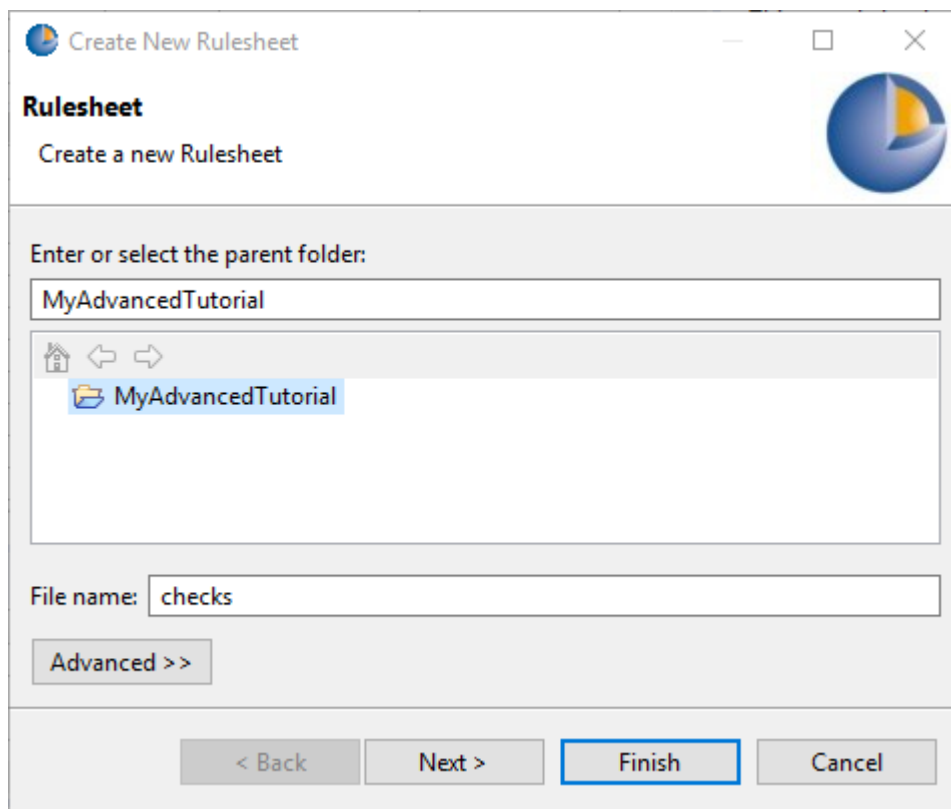 Create New Rulesheet
Rulesheet
Create a new Rulesheet
Enter or select the parent folder:
MyAdvancedTutorial
MyAdvancedTutorial
File name: checks
Advanced >>
< Back Next > Finish Cancel